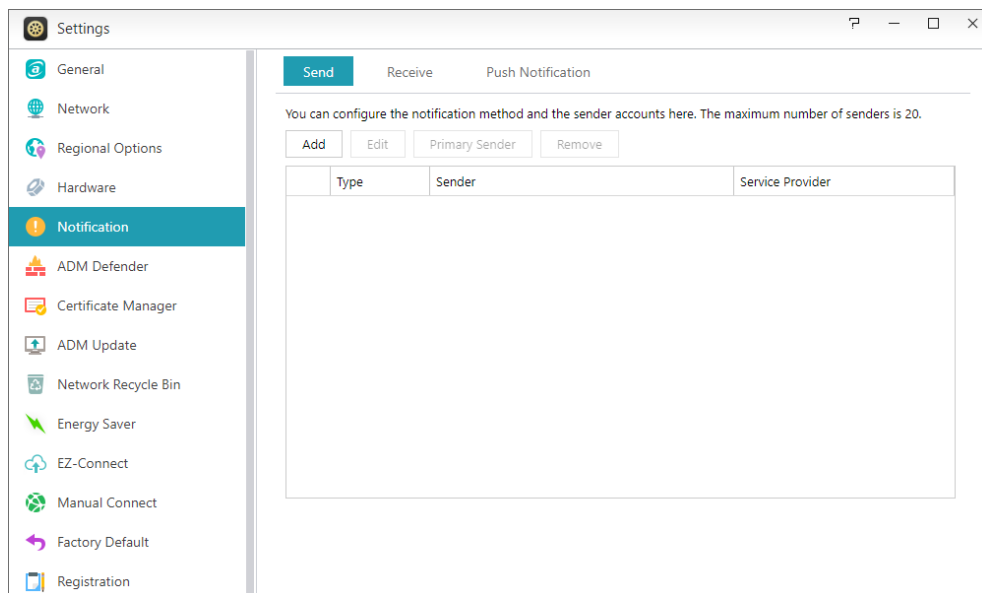 Settings
?
General
Network
Regional Options
Hardware
Notification
ADM Defender
Certificate Manager
ADM Update
Network Recycle Bin
Energy Saver
EZ-Connect
Manual Connect
Factory Default
Registration
Send Receive Push Notification
You can configure the notification method and the sender accounts here. The maximum number of senders is 20.
Add Edit Primary Sender Remove
Type Sender Service Provider